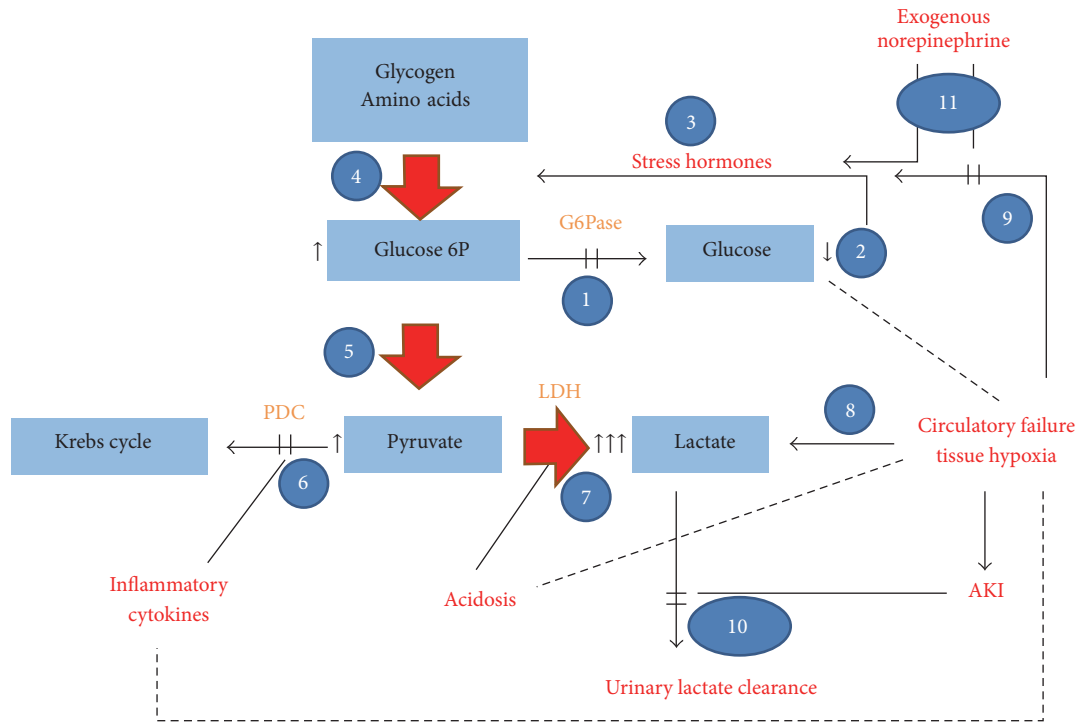 Exogenous
norepinephrine
11
Glycogen
Amino acids
3
Stress hormones
4
9
G6Pase
↑ Glucose 6P
Glucose ↓
2
1
5
LDH
8
PDC
Krebs cycle
↑ Pyruvate
↑↑↑ Lactate
Circulatory failure
tissue hypoxia
6
7
Inflammatory
cytokines
Acidosis
AKI
10
Urinary lactate clearance